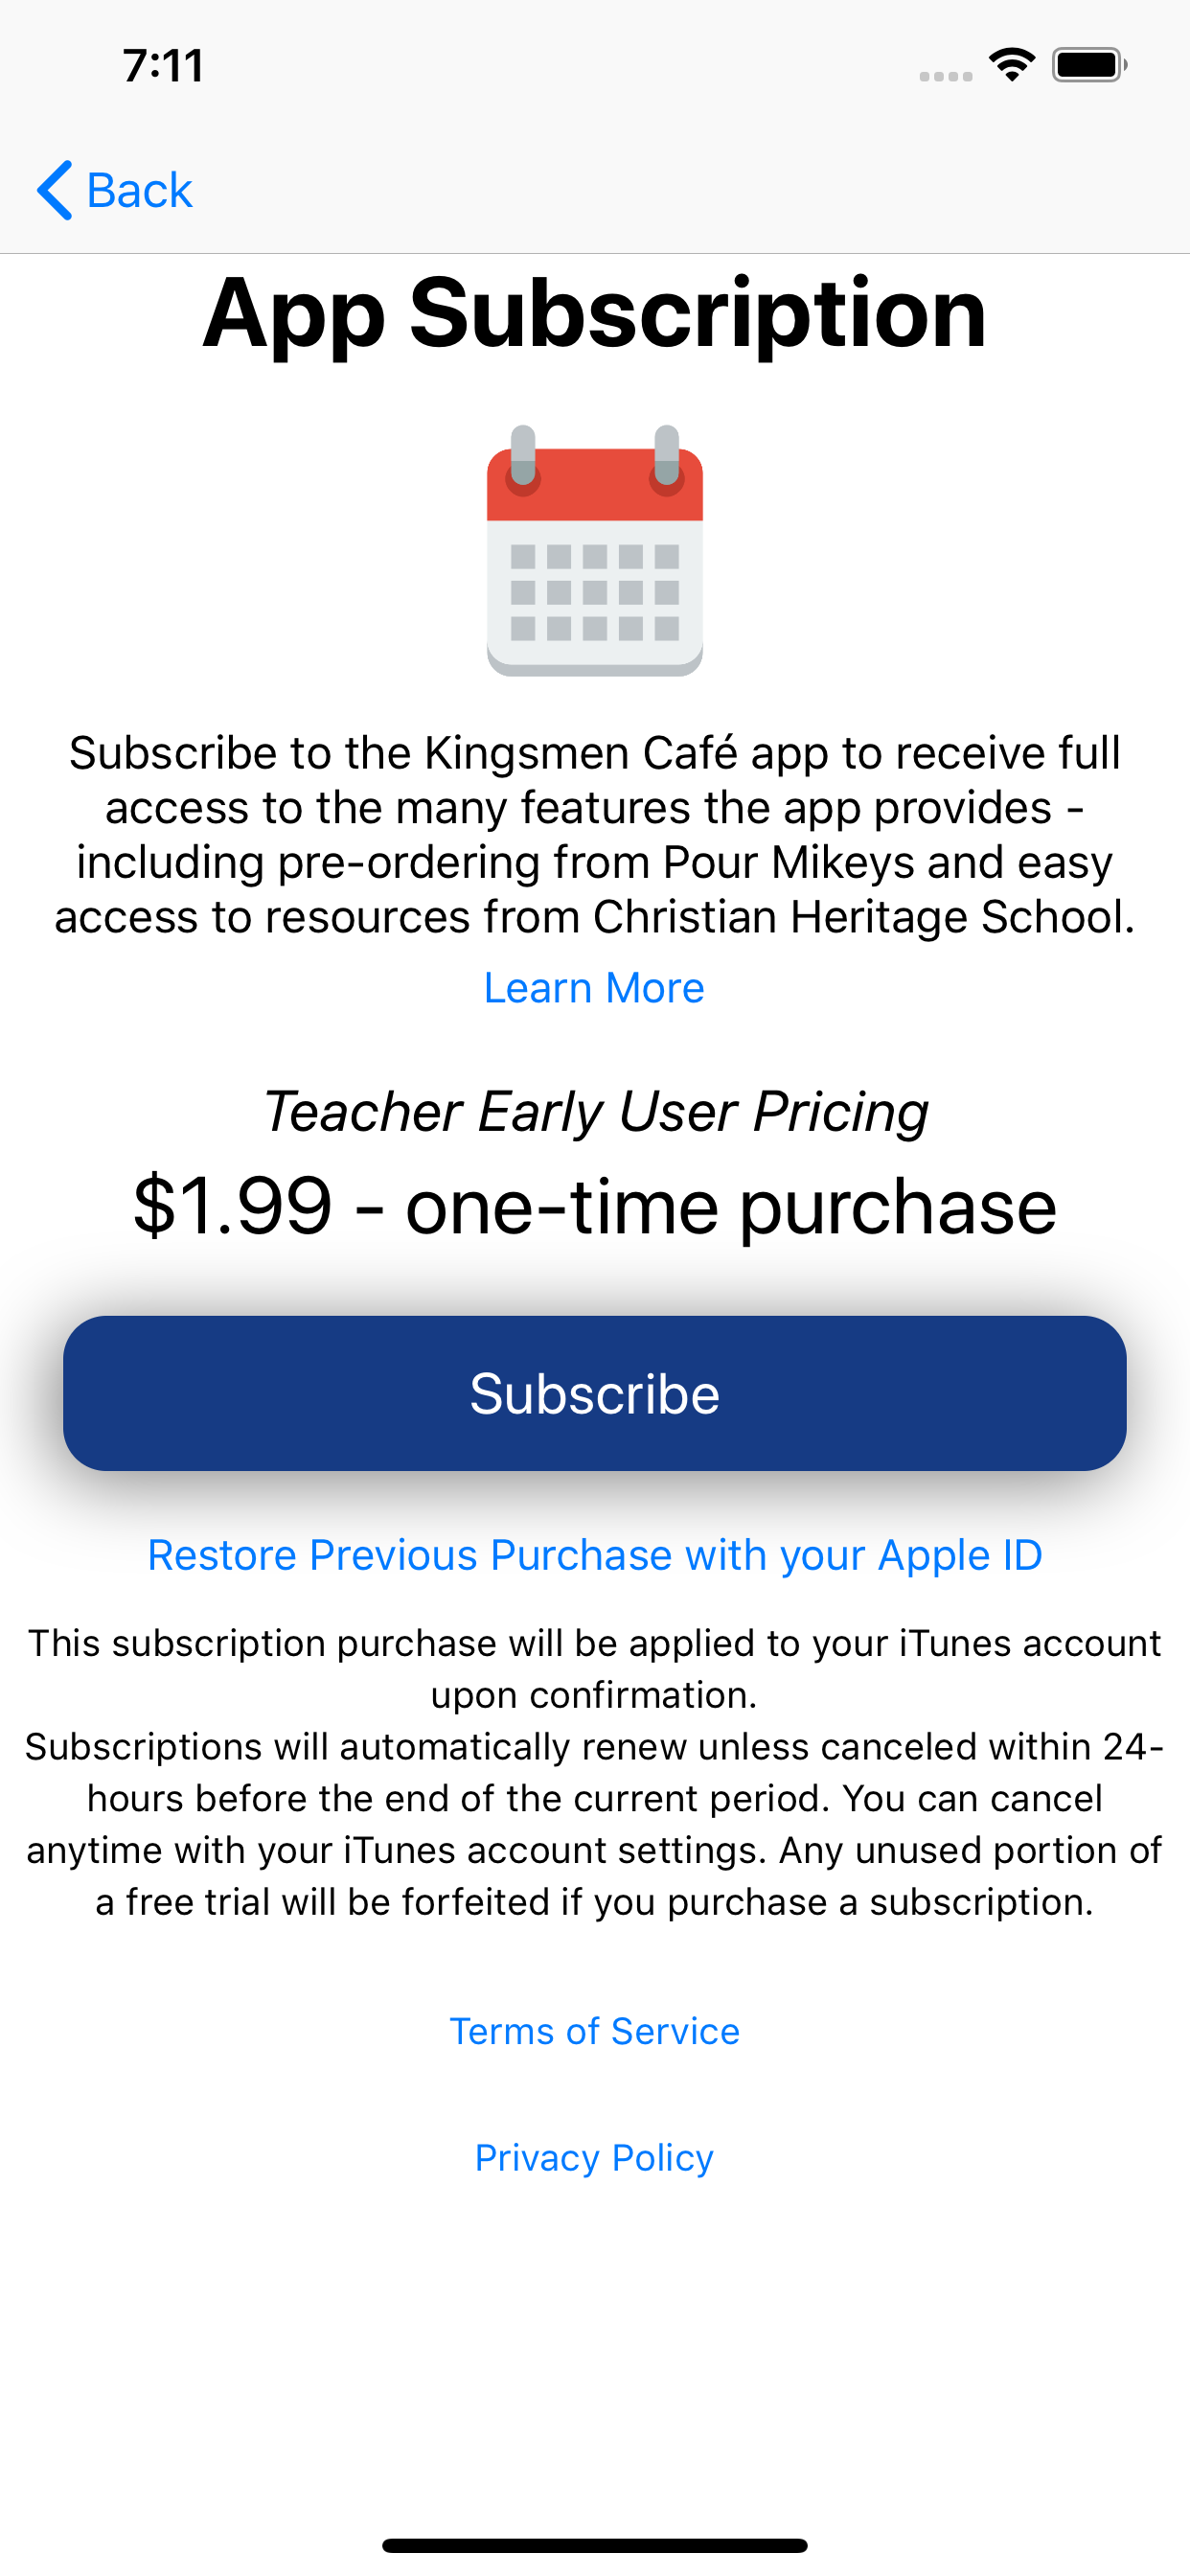 7:11
Back
App Subscription
Subscribe to the Kingsmen Café app to receive full
access to the many features the app provides -
including pre-ordering from Pour Mikeys and easy
access to resources from Christian Heritage School.
Learn More
Teacher Early User Pricing
$1.99 - one-time purchase
Subscribe
Restore Previous Purchase with your Apple ID
This subscription purchase will be applied to your iTunes account
upon confirmation.
Subscriptions will automatically renew unless canceled within 24-
hours before the end of the current period. You can cancel
anytime with your iTunes account settings. Any unused portion of
a free trial will be forfeited if you purchase a subscription.
Terms of Service
Privacy Policy